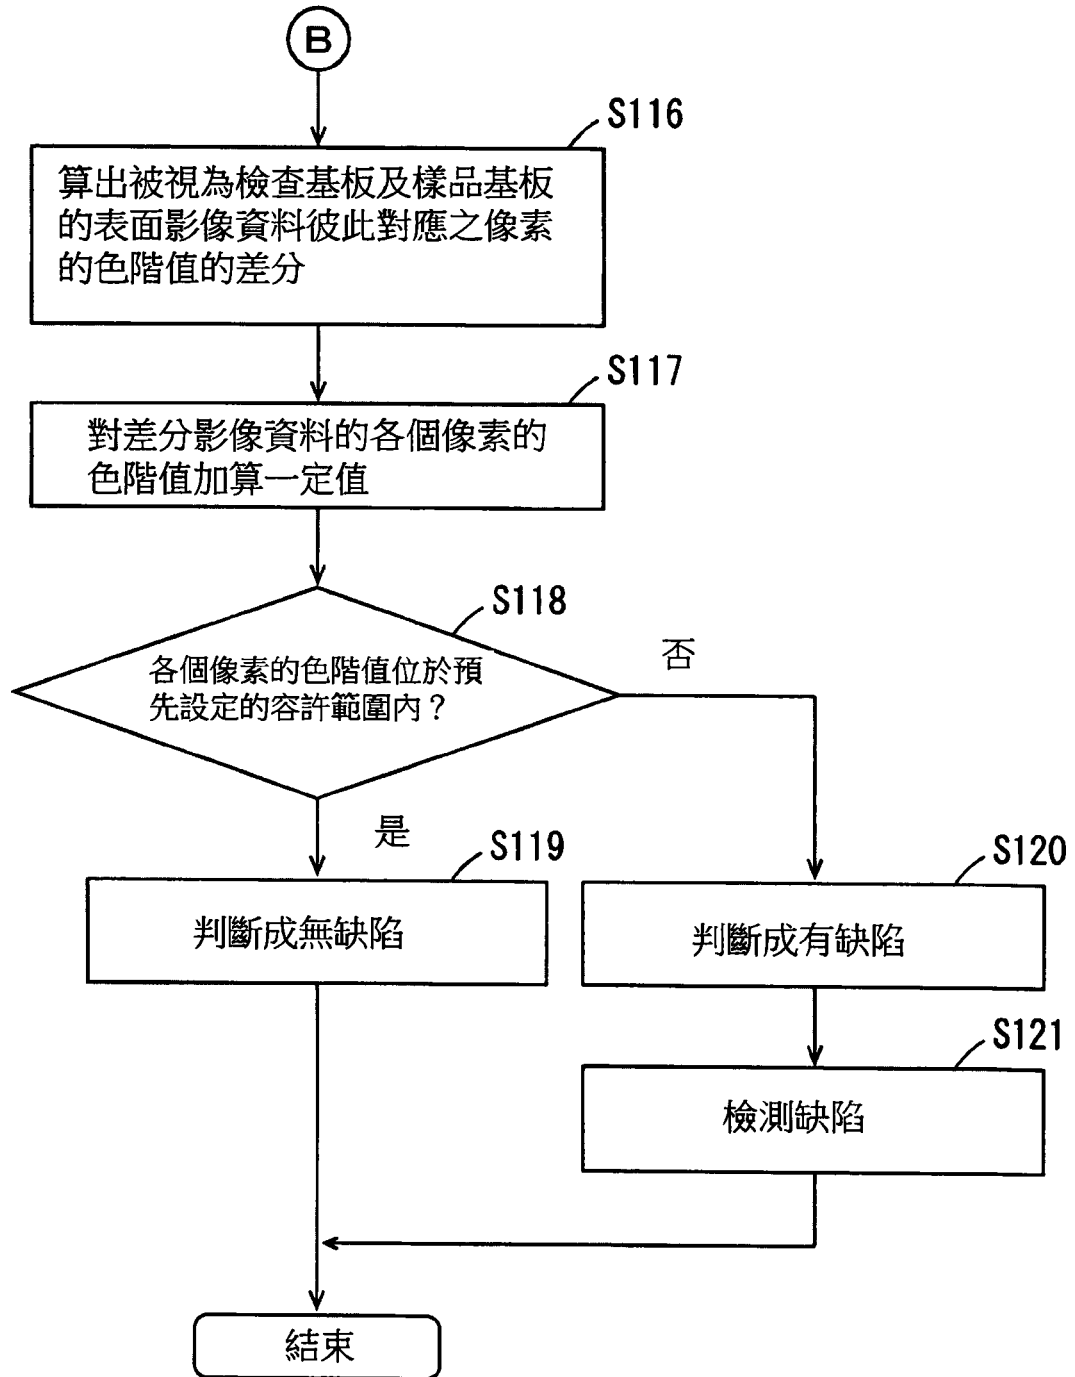 B
S116
算出被視為檢查基板及樣品基板
的表面影像資料彼此對應之像素
的色階值的差分
S117
對差分影像資料的各個像素的
色階值加算一定值
S118
各個像素的色階值位於預
先設定的容許範圍內？
否
是
S119
判斷成無缺陷
S120
判斷成有缺陷
S121
檢測缺陷
結束